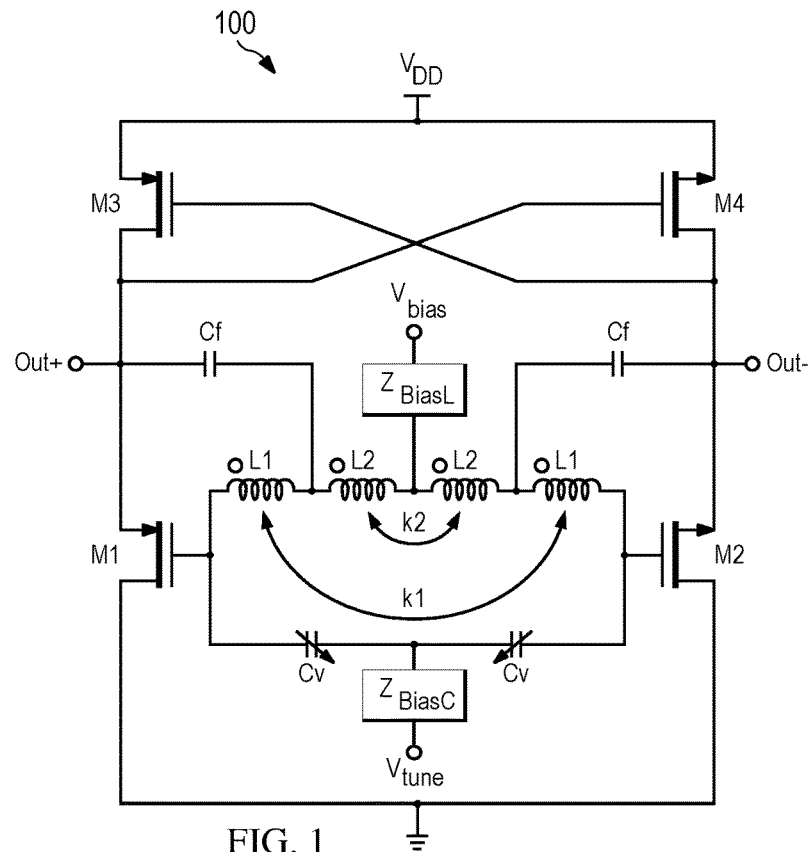 100
VDD
M3
M4
Vbias
Cf
Cf
Out+
ZBiasL
Out-
L1
L2
L2
L1
k2
M1
M2
k1
Cv
Cv
ZBiasC
Vtune
FIG. 1